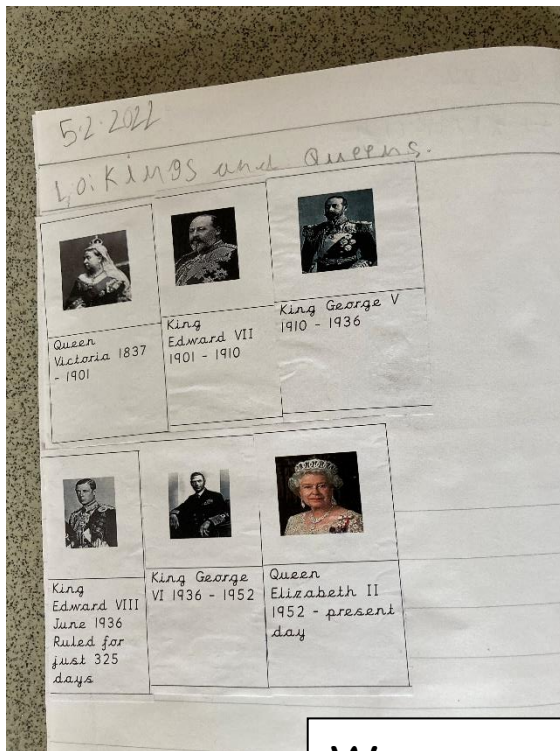 5.2.2022
L.O: Kings and Queens.
Queen
Victoria 1837
- 1901
King
Edward VII
1901 - 1910
King George V
1910 - 1936
King
Edward VIII
June 1936
Ruled for
just 325
days
King George
VI 1936 - 1952
Queen
Elizabeth II
1952 - present
day